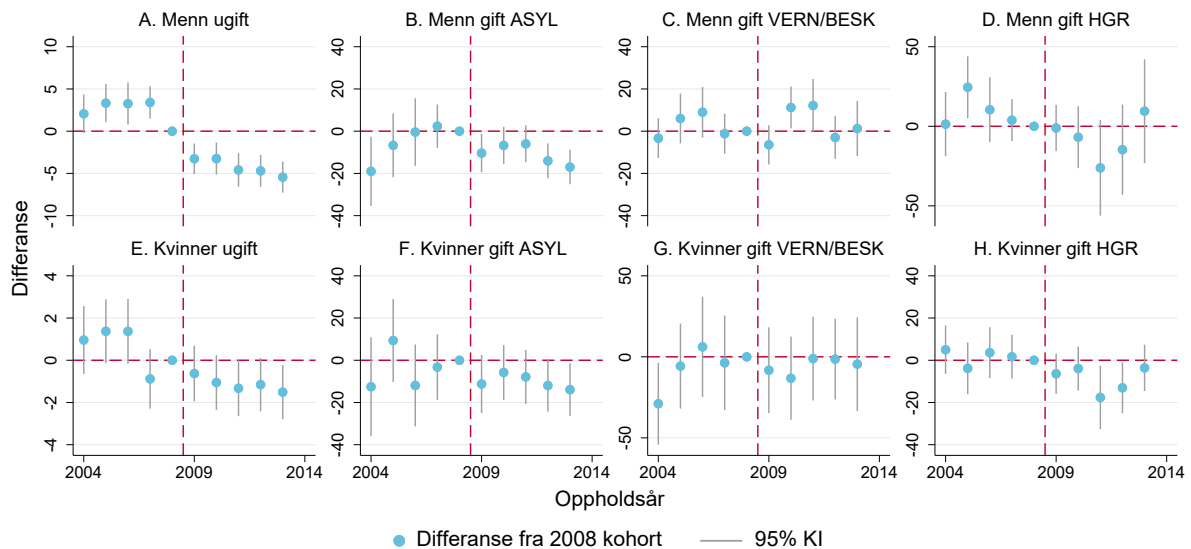 A. Menn ugift
B. Menn gift ASYL
C. Menn gift VERN/BESK
D. Menn gift HGR
10
5
0
-5
-10
40
20
0
-20
-40
40
20
0
-20
-40
50
0
-50
Differanse
E. Kvinner ugift
F. Kvinner gift ASYL
G. Kvinner gift VERN/BESK
H. Kvinner gift HGR
4
2
0
-2
-4
40
20
0
-20
-40
50
0
-50
40
20
0
-20
-40
2004 2009 2014
2004 2009 2014
2004 2009 2014
2004 2009 2014
Oppholdsår
Differanse fra 2008 kohort 95% KI